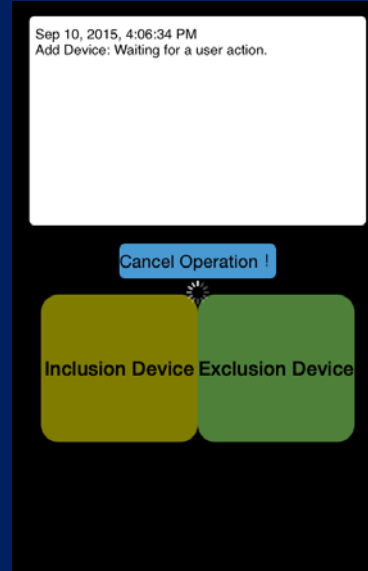 Sep 10, 2015, 4:06:34 PM
Add Device: Waiting for a user action.
Cancel Operation !
Inclusion Device
Exclusion Device